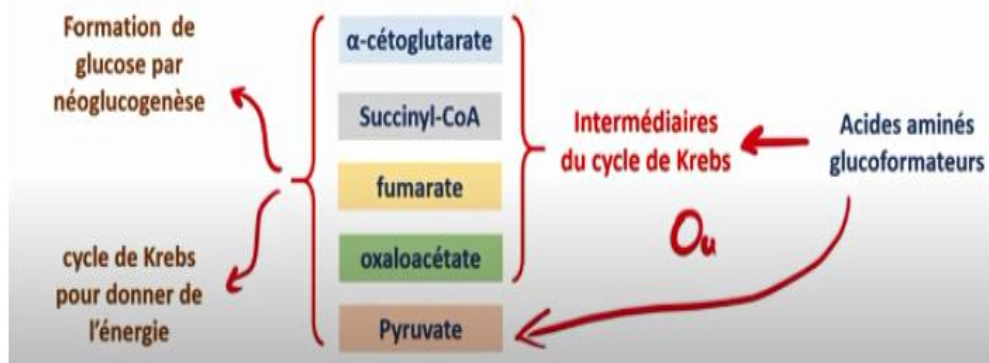 Formation de
glucose par
néoglucogenèse
cycle de Krebs
pour donner de
l'énergie
α-cétoglutarate
Succinyl-CoA
fumarate
oxaloacétate
Pyruvate
Intermédiaires
du cycle de Krebs
Ou
Acides aminés
glucoformateurs